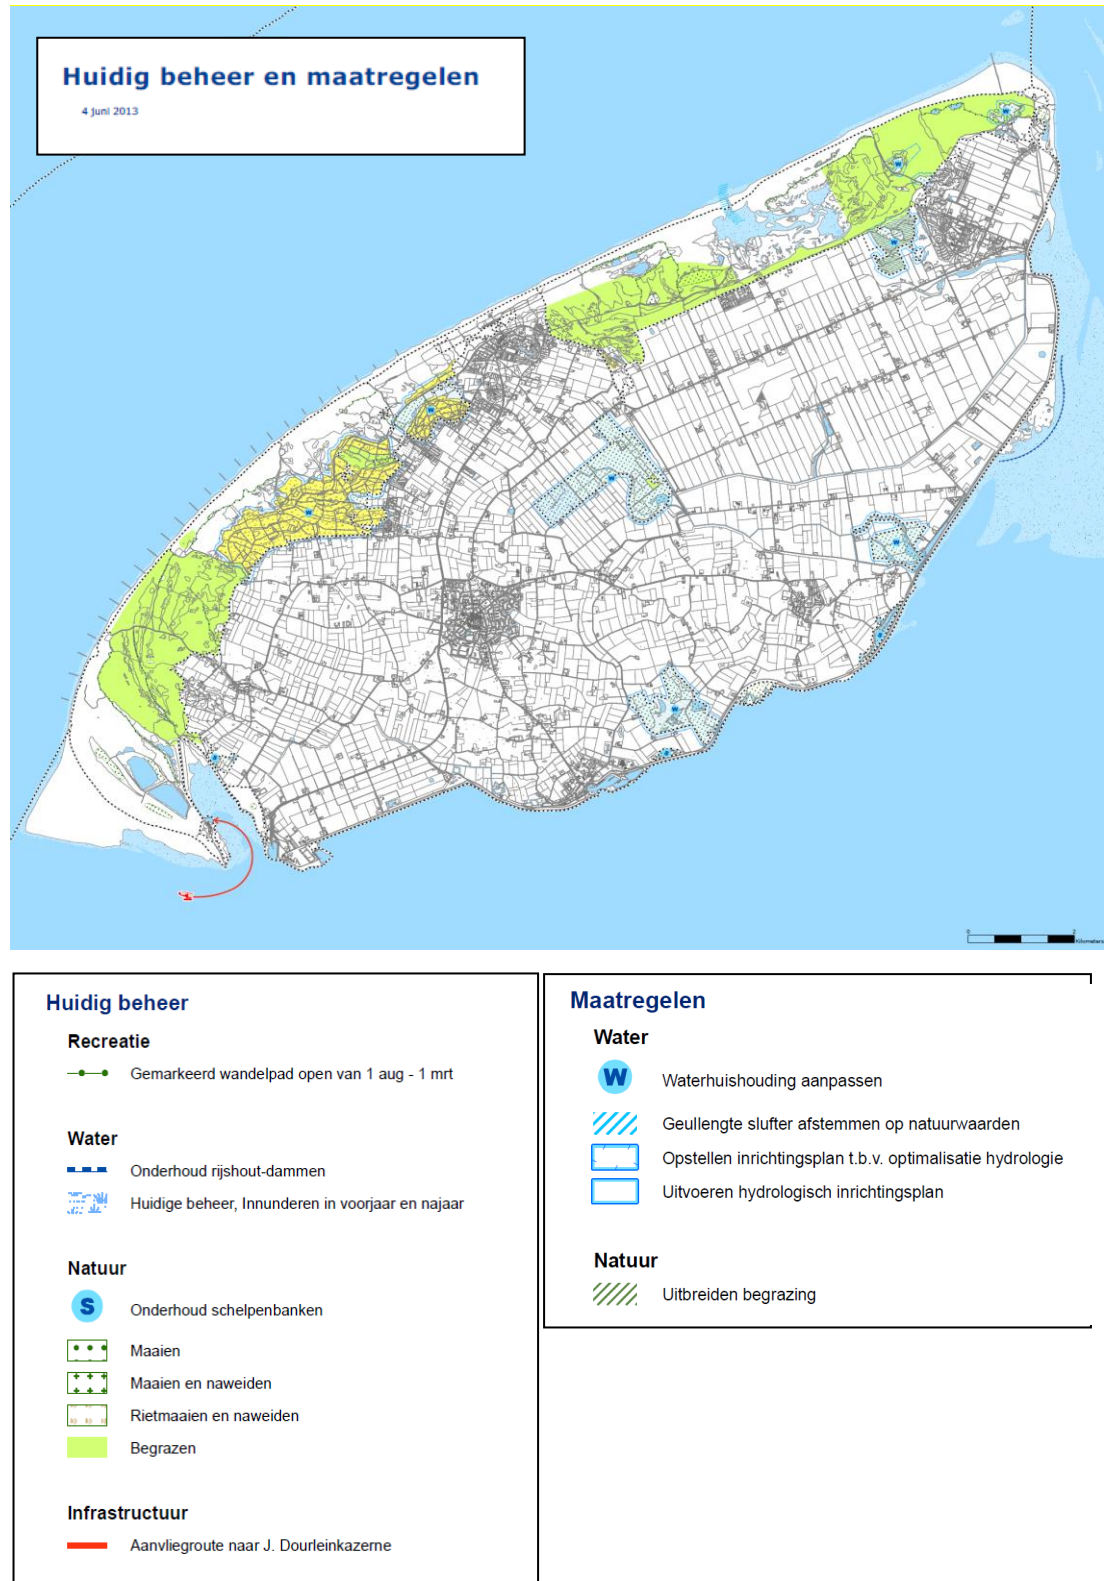 Huidig beheer en maatregelen
4 juni 2013
W
W
W
W
W
W
W
S
W
S
S
0 2
Kilometers
Huidig beheer
Recreatie
Gemarkeerd wandelpad open van 1 aug - 1 mrt
Water
Onderhoud rijshout-dammen
Huidige beheer, Innunderen in voorjaar en najaar
Natuur
S Onderhoud schelpenbanken
Maaien
Maaien en naweiden
Rietmaaien en naweiden
Begrazen
Infrastructuur
Aanvliegroute naar J. Dourleinkazerne
Maatregelen
Water
W Waterhuishouding aanpassen
Geullengte slufter afstemmen op natuurwaarden
Opstellen inrichtingsplan t.b.v. optimalisatie hydrologie
Uitvoeren hydrologisch inrichtingsplan
Natuur
Uitbreiden begrazing